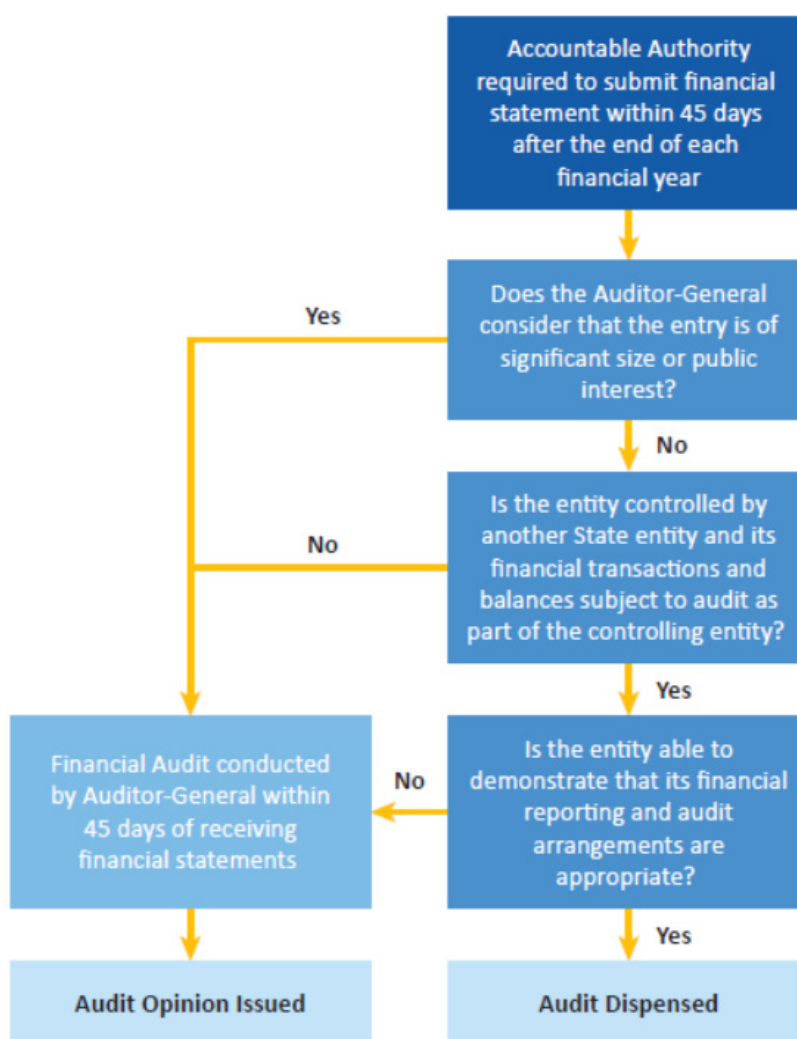 Accountable Authority
required to submit financial
statement within 45 days
after the end of each
financial year
Does the Auditor-General
consider that the entry is of
significant size or public
interest?
Yes
No
Is the entity controlled by
another State entity and its
financial transactions and
balances subject to audit as
part of the controlling entity?
No
Yes
Is the entity able to
demonstrate that its financial
reporting and audit
arrangements are
appropriate?
No
Financial Audit conducted
by Auditor-General within
45 days of receiving
financial statements
Yes
Audit Opinion Issued
Audit Dispensed